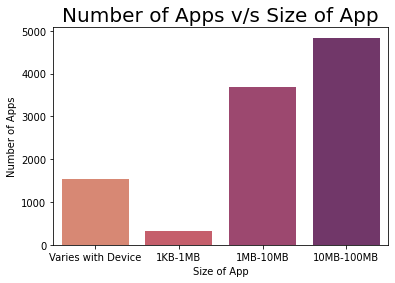 Number of Apps v/s Size of App
Number of Apps
5000
4000
3000
2000
1000
0
Varies with Device 1KB-1MB 1MB-10MB 10MB-100MB
Size of App